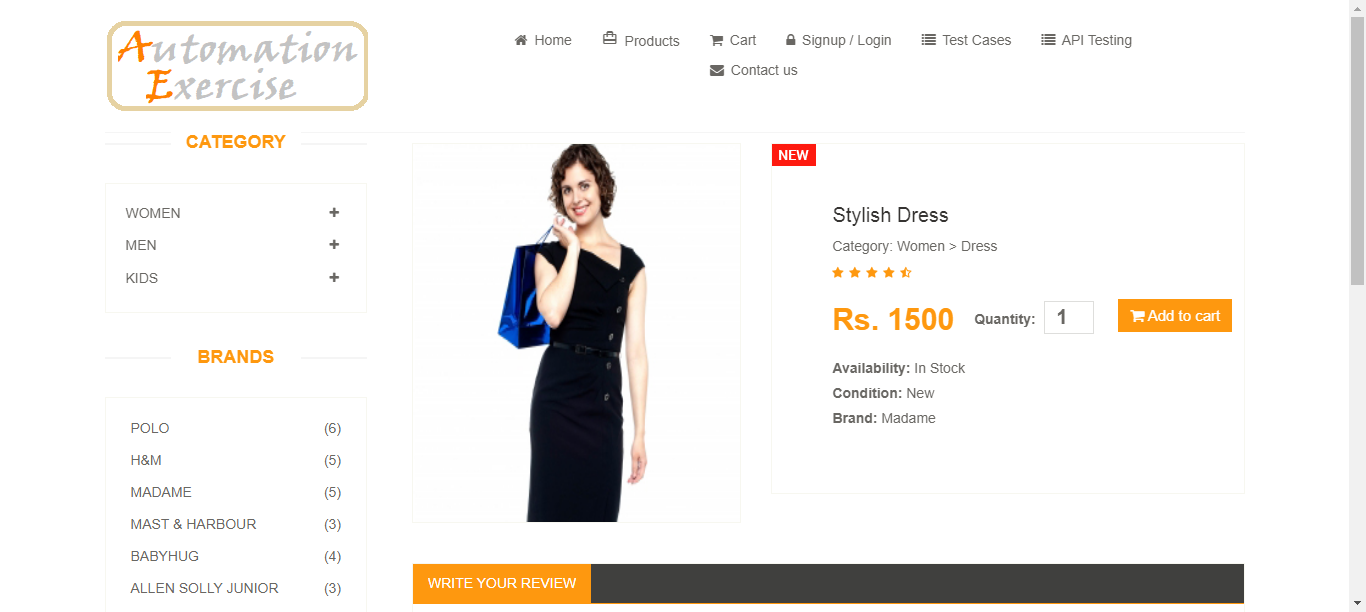 Automation
Exercise
Home
Products
Cart
Signup / Login
Test Cases
API Testing
Contact us
CATEGORY
WOMEN
MEN
KIDS
BRANDS
POLO (6)
H&M (5)
MADAME (5)
MAST & HARBOUR (3)
BABYHUG (4)
ALLEN SOLLY JUNIOR (3)
NEW
Stylish Dress
Category: Women > Dress
Rs. 1500 Quantity: 1 Add to cart
Availability: In Stock
Condition: New
Brand: Madame
WRITE YOUR REVIEW